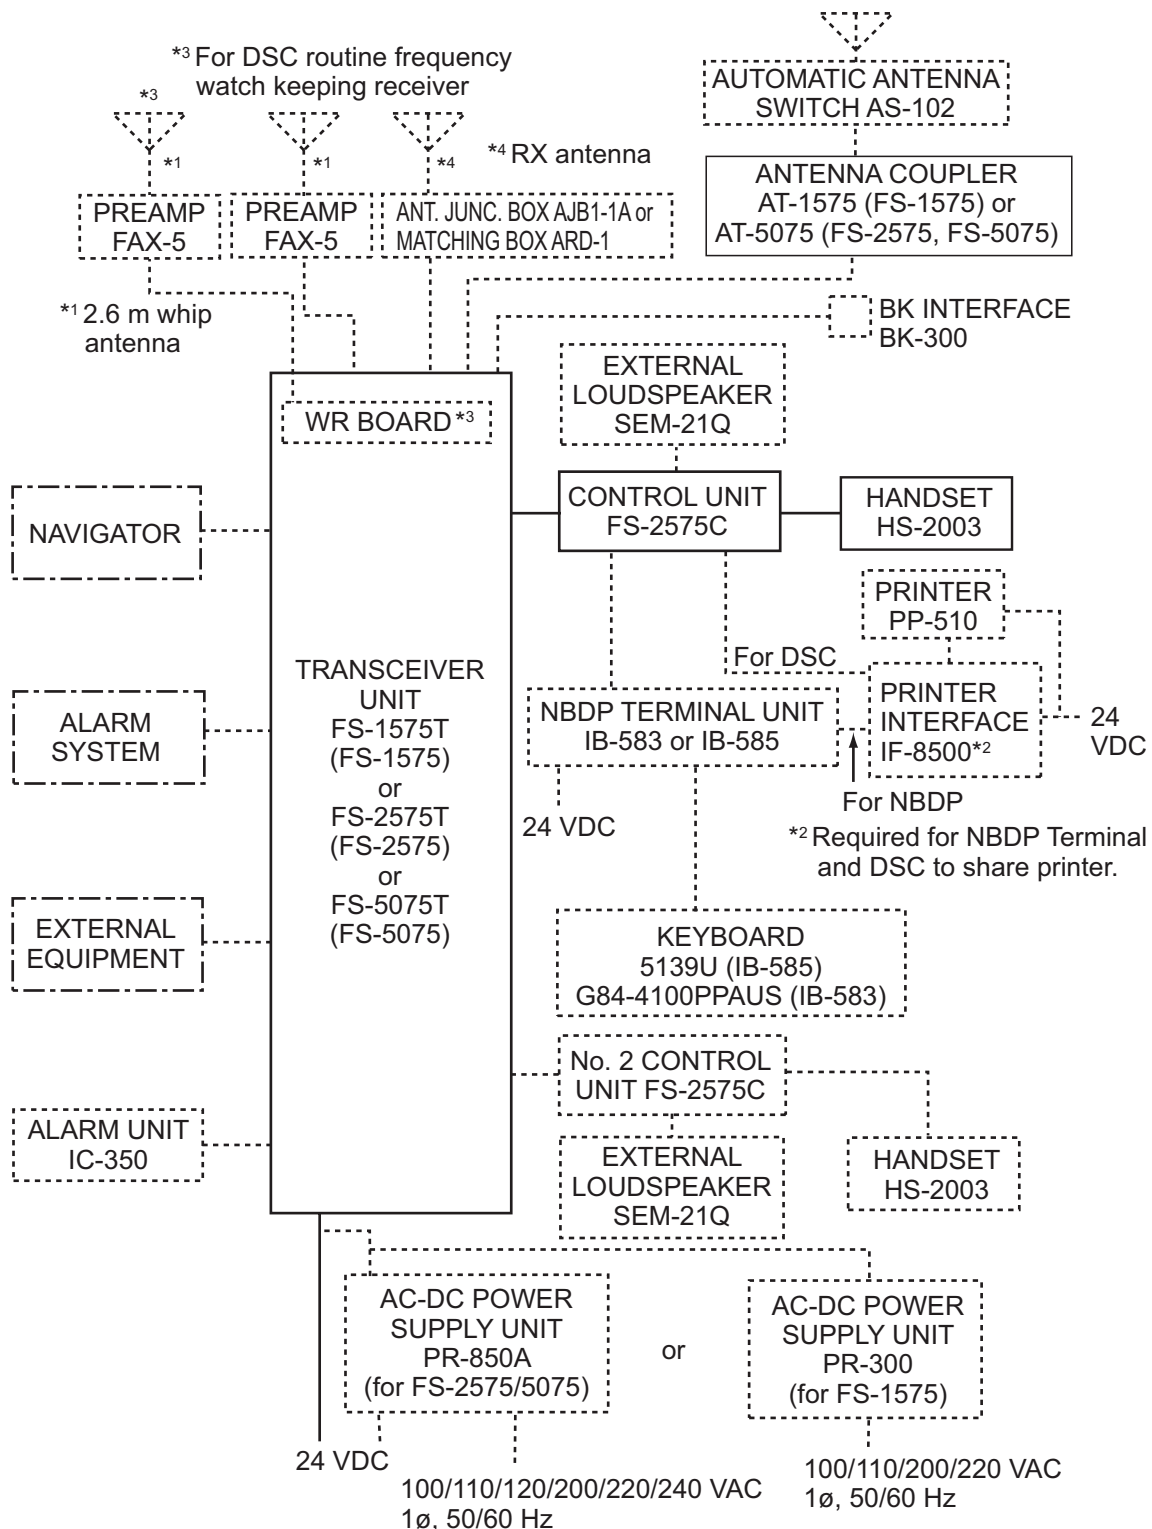 *3 For DSC routine frequency
watch keeping receiver
*3
*1
*1
*4
*4 RX antenna
AUTOMATIC ANTENNA
SWITCH AS-102
ANTENNA COUPLER
AT-1575 (FS-1575) or
AT-5075 (FS-2575, FS-5075)
PREAMP
FAX-5
PREAMP
FAX-5
ANT. JUNC. BOX AJB1-1A or
MATCHING BOX ARD-1
*1 2.6 m whip
antenna
BK INTERFACE
BK-300
EXTERNAL
LOUDSPEAKER
SEM-21Q
WR BOARD *3
CONTROL UNIT
FS-2575C
HANDSET
HS-2003
NAVIGATOR
PRINTER
PP-510
For DSC
TRANSCEIVER
UNIT
FS-1575T
(FS-1575)
or
FS-2575T
(FS-2575)
or
FS-5075T
(FS-5075)
NBDP TERMINAL UNIT
IB-583 or IB-585
PRINTER
INTERFACE
IF-8500*2
24
VDC
ALARM
SYSTEM
24 VDC
For NBDP
*2 Required for NBDP Terminal
and DSC to share printer.
EXTERNAL
EQUIPMENT
KEYBOARD
5139U (IB-585)
G84-4100PPAUS (IB-583)
No. 2 CONTROL
UNIT FS-2575C
ALARM UNIT
IC-350
EXTERNAL
LOUDSPEAKER
SEM-21Q
HANDSET
HS-2003
AC-DC POWER
SUPPLY UNIT
PR-850A
(for FS-2575/5075)
or
AC-DC POWER
SUPPLY UNIT
PR-300
(for FS-1575)
24 VDC
100/110/120/200/220/240 VAC
1ø, 50/60 Hz
100/110/200/220 VAC
1ø, 50/60 Hz